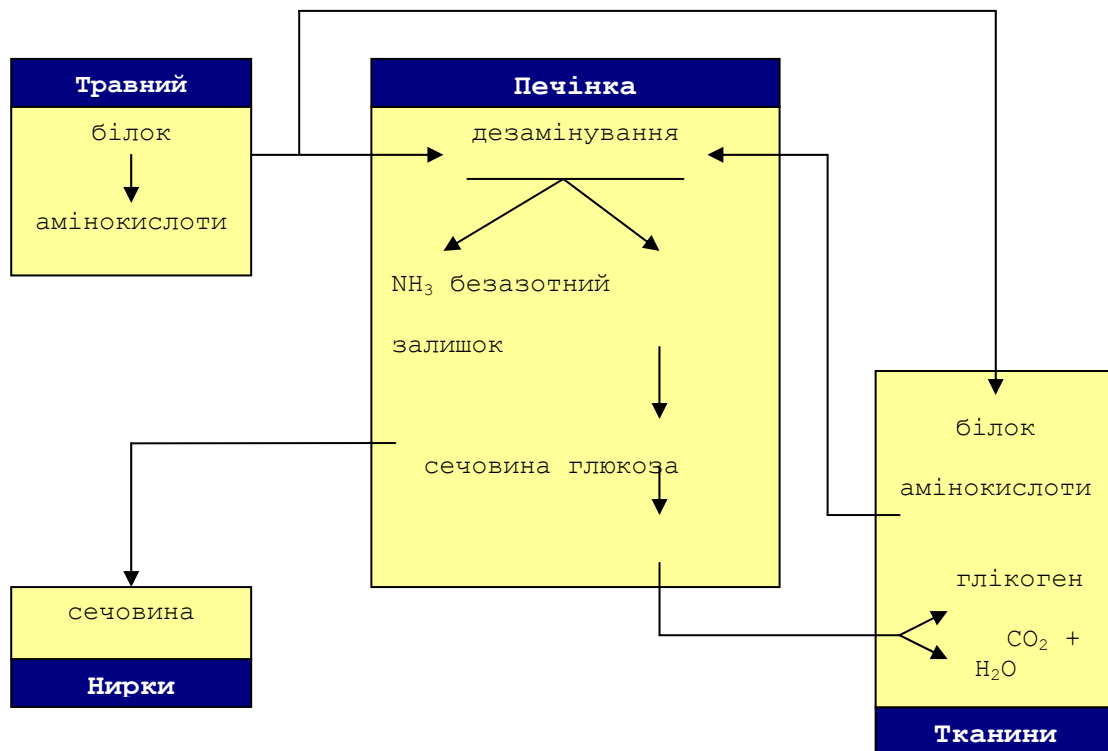 Травний
білок
амінокислоти
Печінка
дезамінування
NH₃ безазотний
залишок
сечовина глюкоза
сечовина
Нирки
білок
амінокислоти
глікоген
CO₂ +
H₂O
Тканини